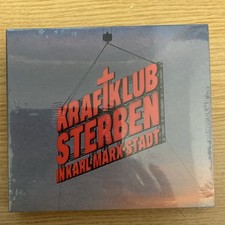 KRAFTKLUB
STERBEN
IN KARL-MARX-STADT